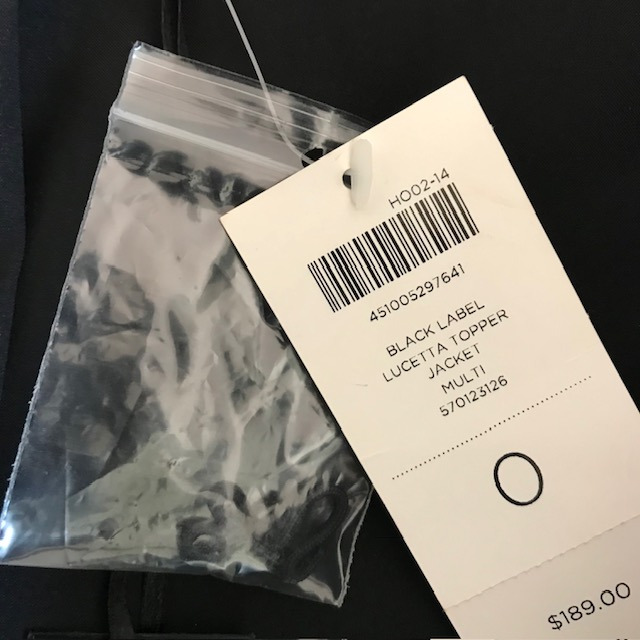 HO02-14
451005297641
BLACK LABEL
LUCETTA TOPPER
JACKET
MULTI
570123126
O
$189.00